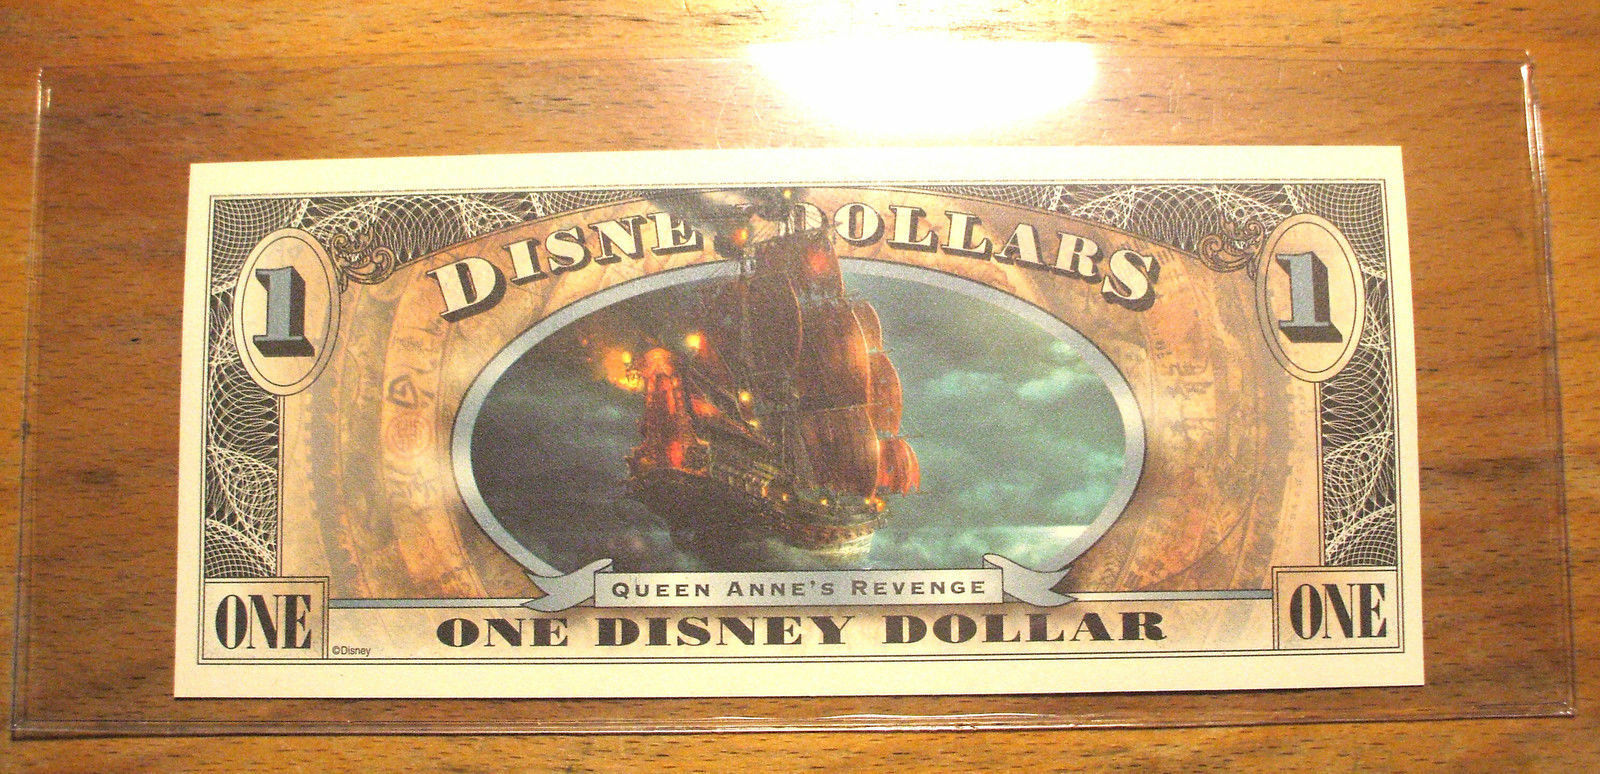 DISNEY DOLLARS
1 1
QUEEN ANNE'S REVENGE
ONE ONE
ONE DISNEY DOLLAR
©Disney